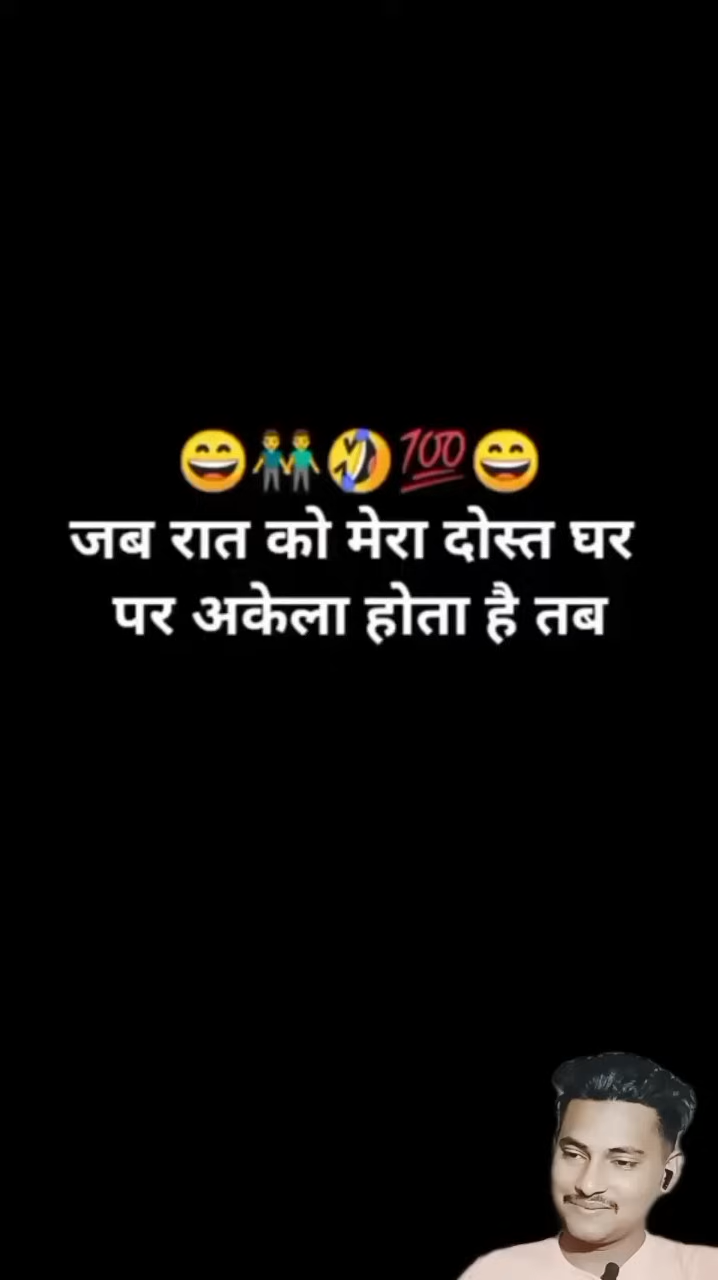 😄👬🤣💯😄
जब रात को मेरा दोस्त घर
पर अकेला होता है तब